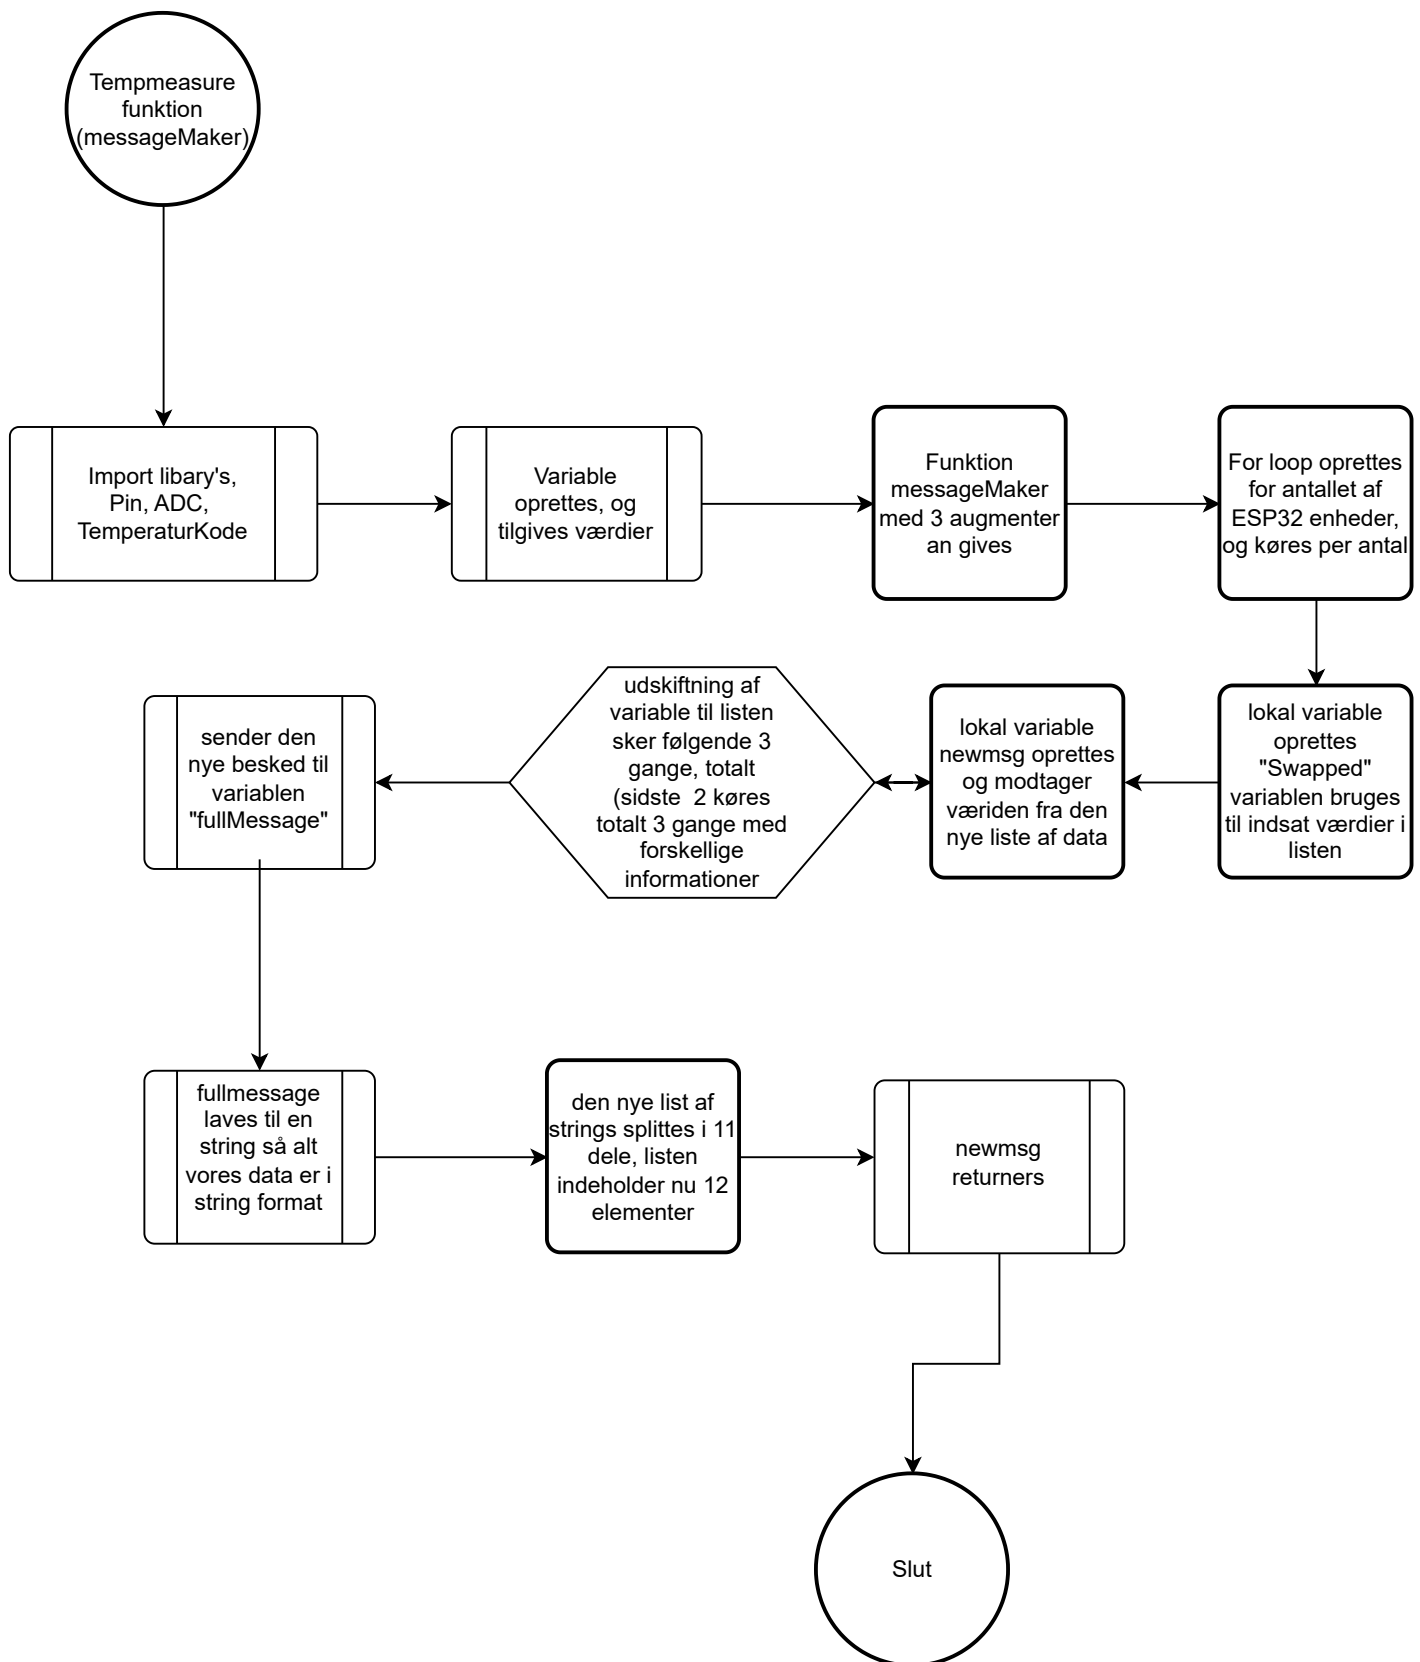 Tempmeasure
funktion
(messageMaker)
Import libary's,
Pin, ADC,
TemperaturKode
Variable
oprettes, og
tilgives værdier
Funktion
messageMaker
med 3 augmenter
an gives
For loop oprettes
for antallet af
ESP32 enheder,
og køres per antal
lokal variable
oprettes
"Swapped"
variablen bruges
til indsat værdier i
listen
lokal variable
newmsg oprettes
og modtager
væriden fra den
nye liste af data
udskiftning af
variable til listen
sker følgende 3
gange, totalt
(sidste  2 køres
totalt 3 gange med
forskellige
informationer
sender den
nye besked til
variablen
"fullMessage"
fullmessage
laves til en
string så alt
vores data er i
string format
den nye list af
strings splittes i 11
dele, listen
indeholder nu 12
elementer
newmsg
returners
Slut